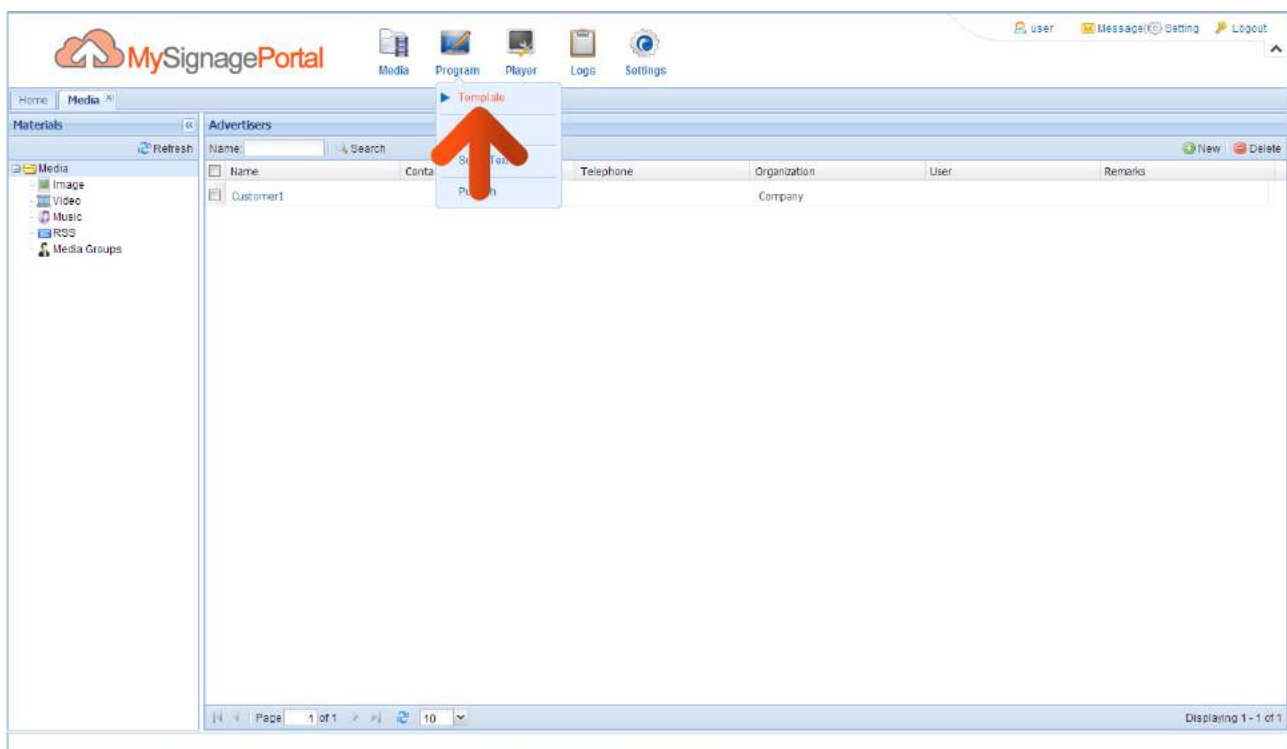 user Message(0) Setting Logout
MySignagePortal
Media Program Player Logs Settings
Home Media
Template
Materials
Advertisers
Refresh
Name: Search
New Delete
Name
Telephone Organization User Remarks
Customer1
Company
Media
Image
Video
Music
RSS
Media Groups
Page 1 of 1 10
Displaying 1 - 1 of 1